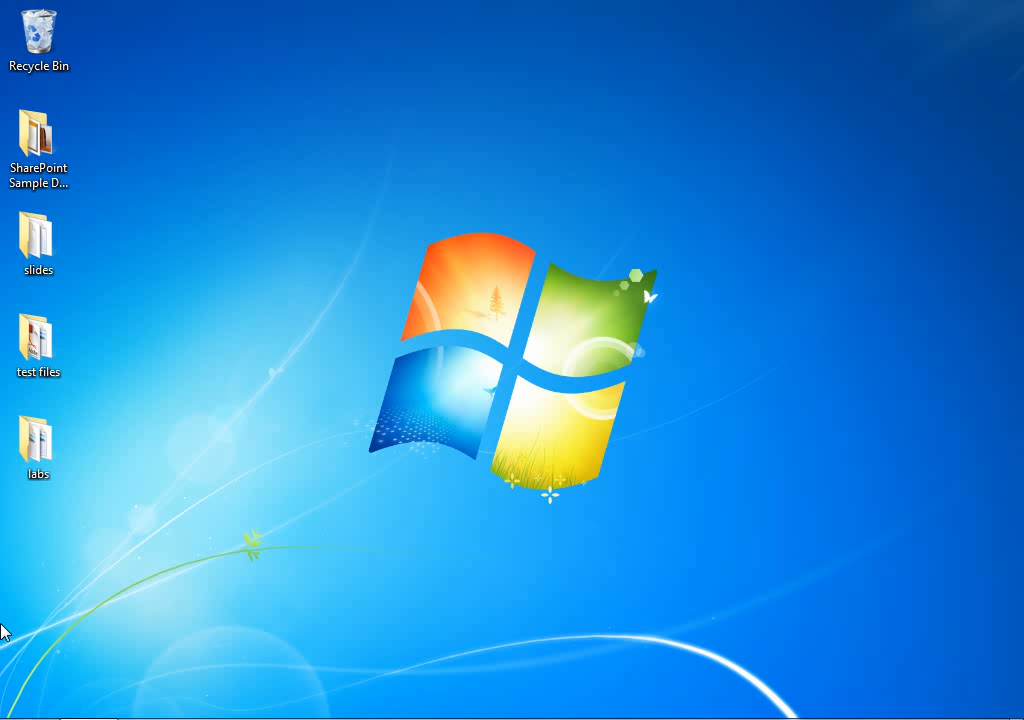 Recycle Bin
SharePoint
Sample D...
slides
test files
labs